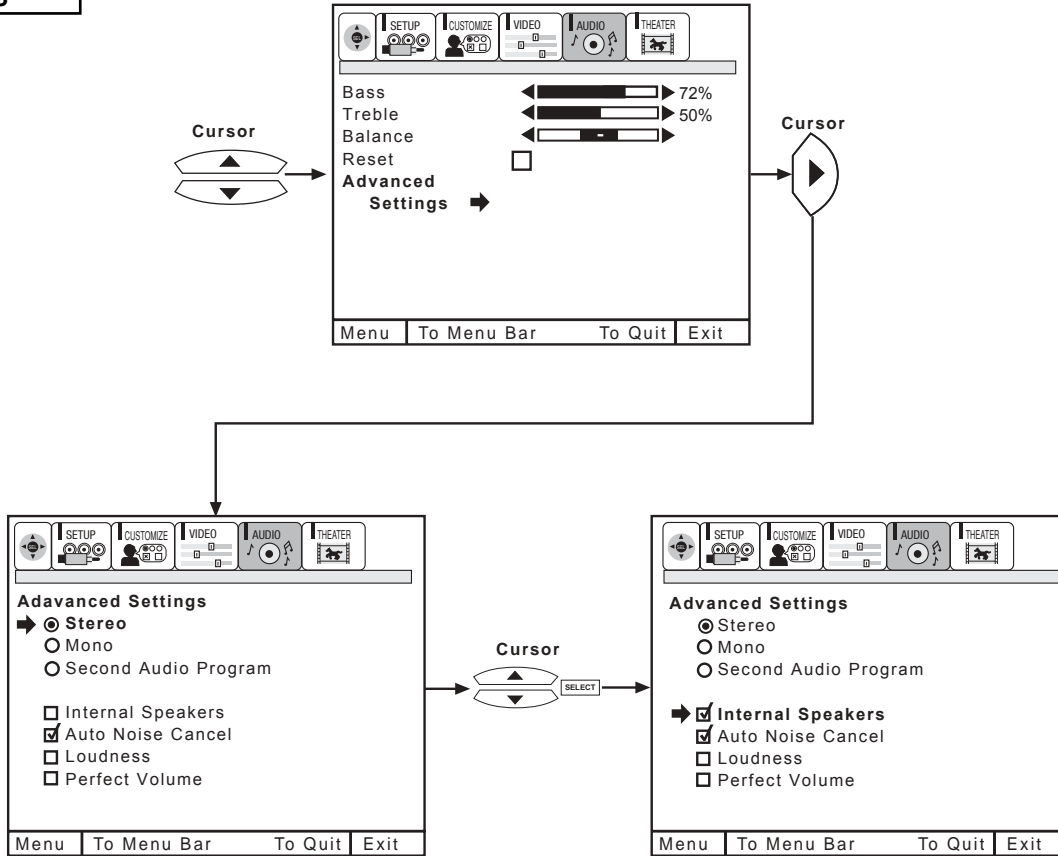 SETUP CUSTOMIZE VIDEO AUDIO THEATER
SEL
Bass 72%
Treble 50%
Balance -
Reset
Advanced
Settings
Menu To Menu Bar To Quit Exit
Cursor
Cursor
SETUP CUSTOMIZE VIDEO AUDIO THEATER
SEL
Adavanced Settings
Stereo
Mono
Second Audio Program
Internal Speakers
Auto Noise Cancel
Loudness
Perfect Volume
Menu To Menu Bar To Quit Exit
Cursor
SELECT
SETUP CUSTOMIZE VIDEO AUDIO THEATER
SEL
Advanced Settings
Stereo
Mono
Second Audio Program
Internal Speakers
Auto Noise Cancel
Loudness
Perfect Volume
Menu To Menu Bar To Quit Exit